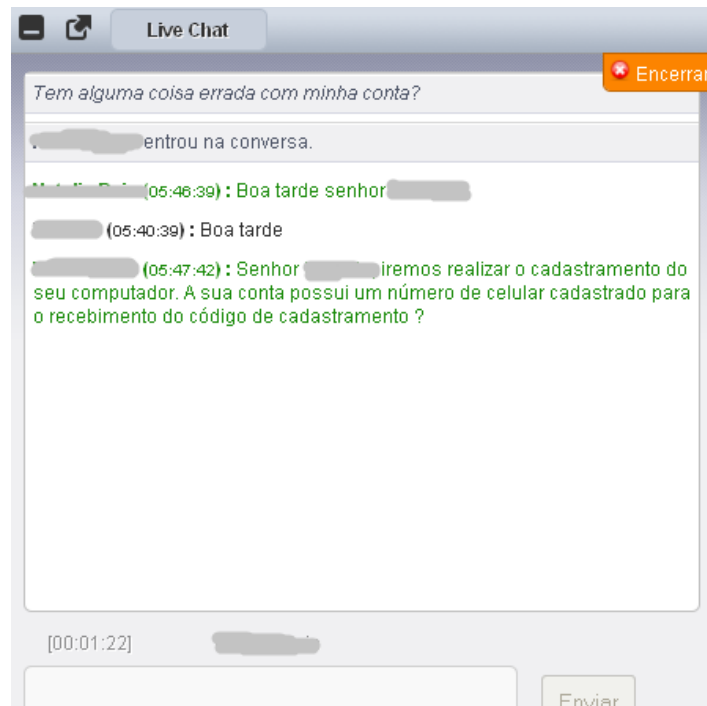 Live Chat
Encerrar
Tem alguma coisa errada com minha conta?
entrou na conversa.
(05:46:39) : Boa tarde senhor
(05:40:39) : Boa tarde
(05:47:42) : Senhor iremos realizar o cadastramento do
seu computador. A sua conta possui um número de celular cadastrado para
o recebimento do código de cadastramento ?
[00:01:22]
Enviar